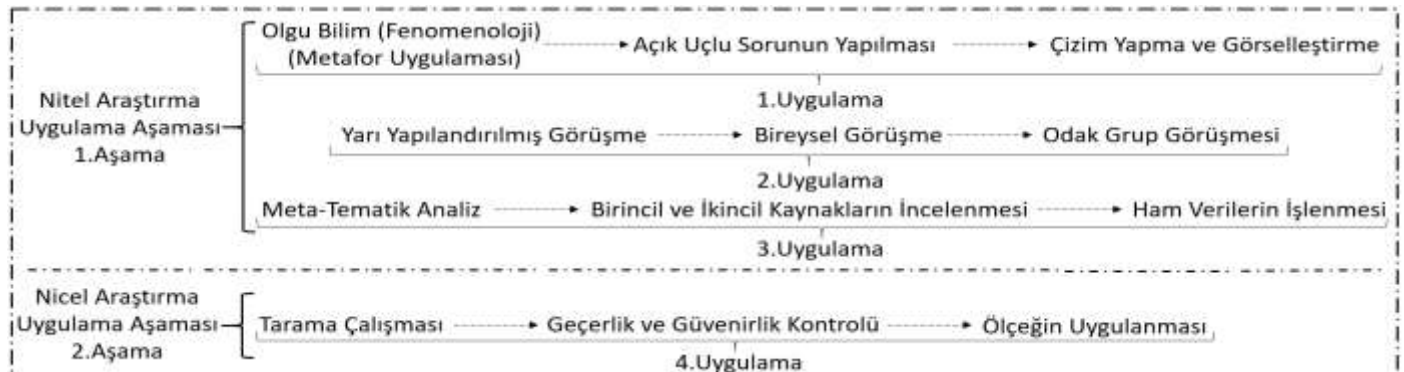 Olgu Bilim (Fenomenoloji)
(Metafor Uygulaması)
Açık Uçlu Sorunun Yapılması
Çizim Yapma ve Görselleştirme
1.Uygulama
Nitel Araştırma
Uygulama Aşaması
1.Aşama
Yarı Yapılandırılmış Görüşme
Bireysel Görüşme
Odak Grup Görüşmesi
2.Uygulama
Meta-Tematik Analiz
Birincil ve İkincil Kaynakların İncelenmesi
Ham Verilerin İşlenmesi
3.Uygulama
Nicel Araştırma
Uygulama Aşaması
2.Aşama
Tarama Çalışması
Geçerlik ve Güvenirlik Kontrolü
Ölçeğin Uygulanması
4.Uygulama